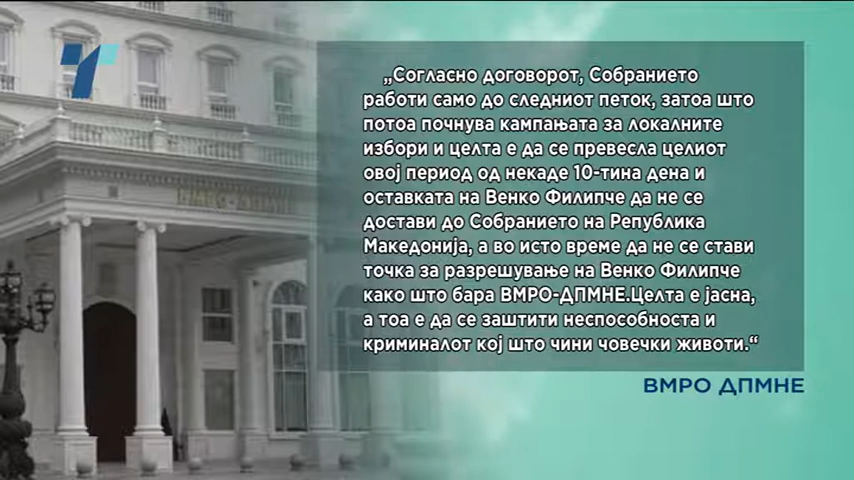 „Согласно договорот, Собранието
работи само до следниот петок, затоа што
потоа почнува кампањата за локалните
избори и целта е да се превесла целиот
овој период од некаде 10-тина дена и
оставката на Венко Филипче да не се
достави до Собранието на Република
Македонија, а во исто време да не се стави
точка за разрешување на Венко Филипче
како што бара ВМРО-ДПМНЕ.Целта е јасна,
а тоа е да се заштити неспособноста и
криминалот кој што чини човечки животи.“
ВМРО ДПМНЕ
ВМРО-ДПМНЕ